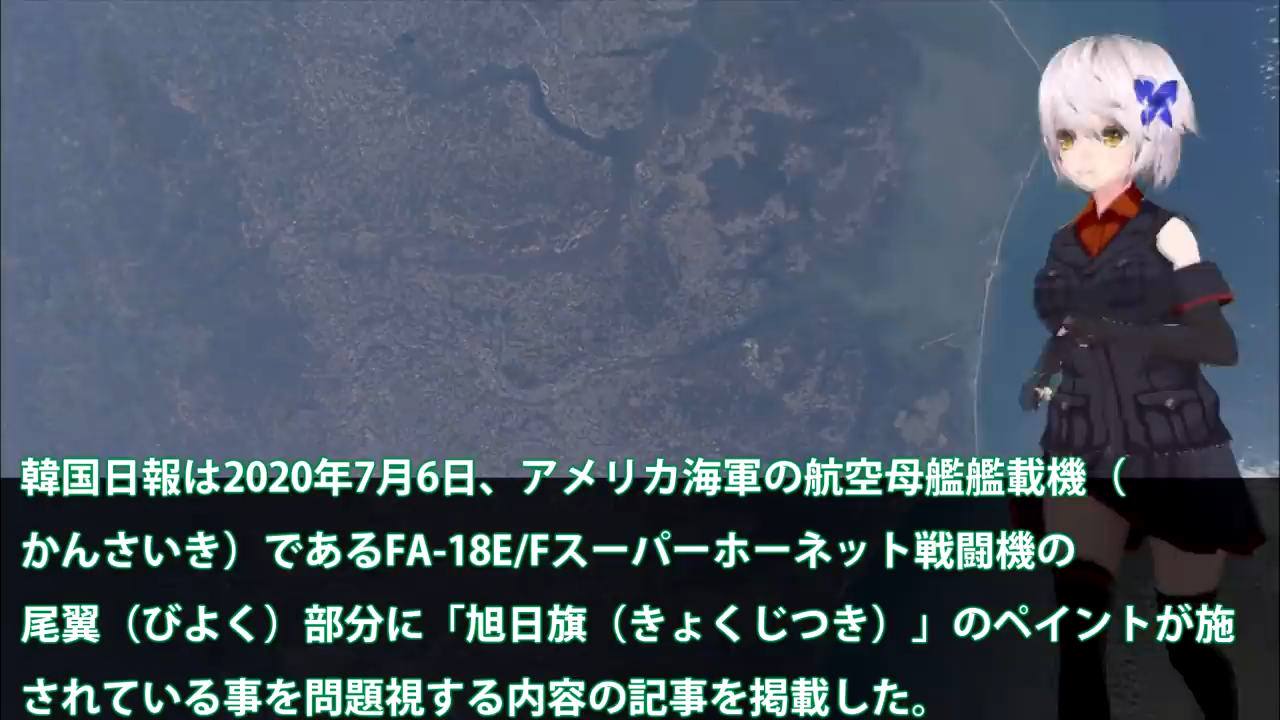 韓国日報は2020年7月6日、アメリカ海軍の航空母艦艦載機（
かんさいき）であるFA-18E/Fスーパーホーネット戦闘機の
尾翼（びよく）部分に「旭日旗（きょくじつき）」のペイントが施
されている事を問題視する内容の記事を掲載した。